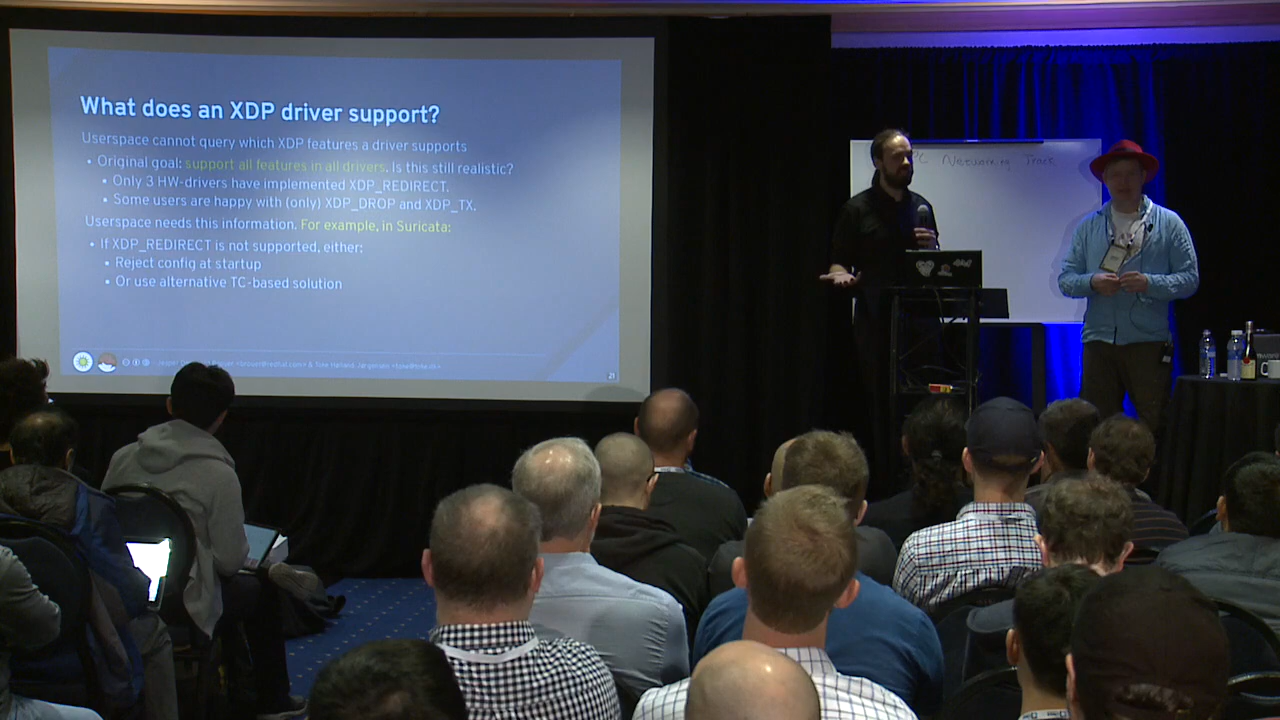 What does an XDP driver support?
Userspace cannot query which XDP features a driver supports
• Original goal: support all features in all drivers. Is this still realistic?
• Only 3 HW-drivers have implemented XDP_REDIRECT.
• Some users are happy with (only) XDP_DROP and XDP_TX.
Userspace needs this information. For example, in Suricata:
• If XDP_REDIRECT is not supported, either:
• Reject config at startup
• Or use alternative TC-based solution
21
PC Networking Track